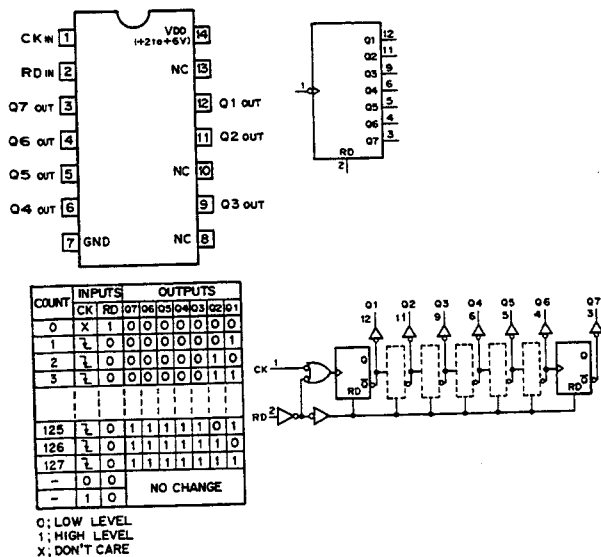 CK IN 1
RD IN 2
Q7 OUT 3
Q6 OUT 4
Q5 OUT 5
Q4 OUT 6
7 GND
VDD 14
(+2 to +6V)
NC 13
12 Q1 OUT
11 Q2 OUT
NC 10
9 Q3 OUT
NC 8
1
Q1 12
Q2 11
Q3 9
Q4 6
Q5 5
Q6 4
Q7 3
RD
2
COUNT INPUTS OUTPUTS
CK RD Q7 Q6 Q5 Q4 Q3 Q2 Q1
0 X 1 0 0 0 0 0 0 0
1 0 0 0 0 0 0 0 1
2 0 0 0 0 0 0 1 0
3 0 0 0 0 0 0 1 1
125 0 1 1 1 1 1 0 1
126 0 1 1 1 1 1 1 0
127 0 1 1 1 1 1 1 1
- 0 0 NO CHANGE
- 1 0
0; LOW LEVEL
1; HIGH LEVEL
X; DON'T CARE
Q1 Q2 Q3 Q4 Q5 Q6 Q7
12 11 9 6 5 4 3
CK 1
Q Q
Q Q
RD RD
RD 2